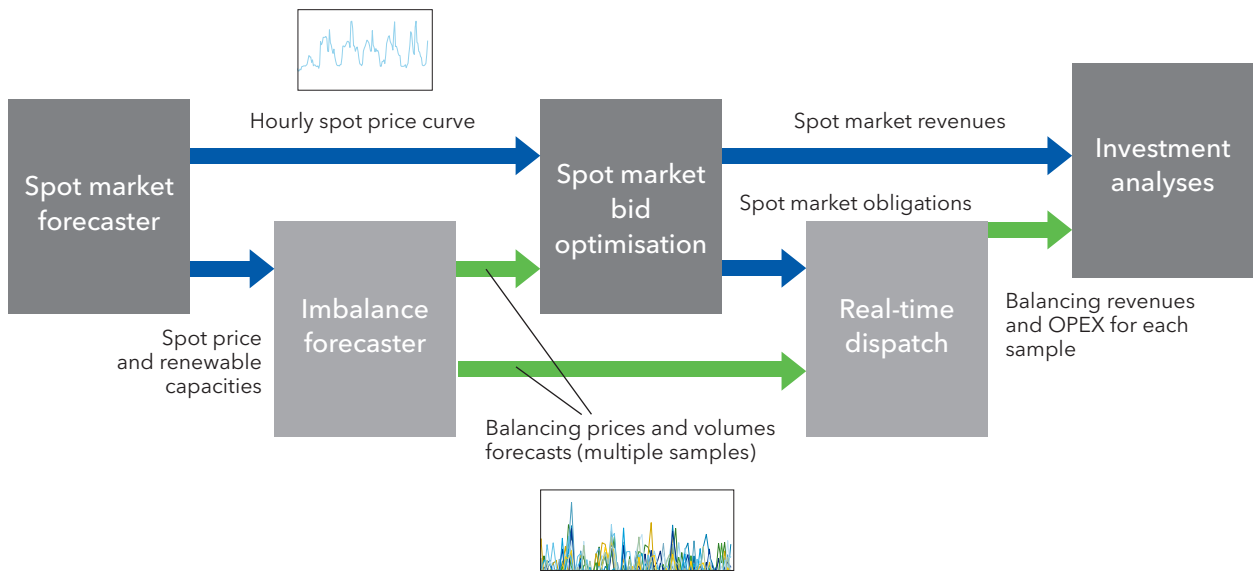 Hourly spot price curve
Spot market revenues
Spot market
forecaster
Spot market
bid
optimisation
Investment
analyses
Spot market obligations
Imbalance
forecaster
Real-time
dispatch
Spot price
and renewable
capacities
Balancing revenues
and OPEX for each
sample
Balancing prices and volumes
forecasts (multiple samples)